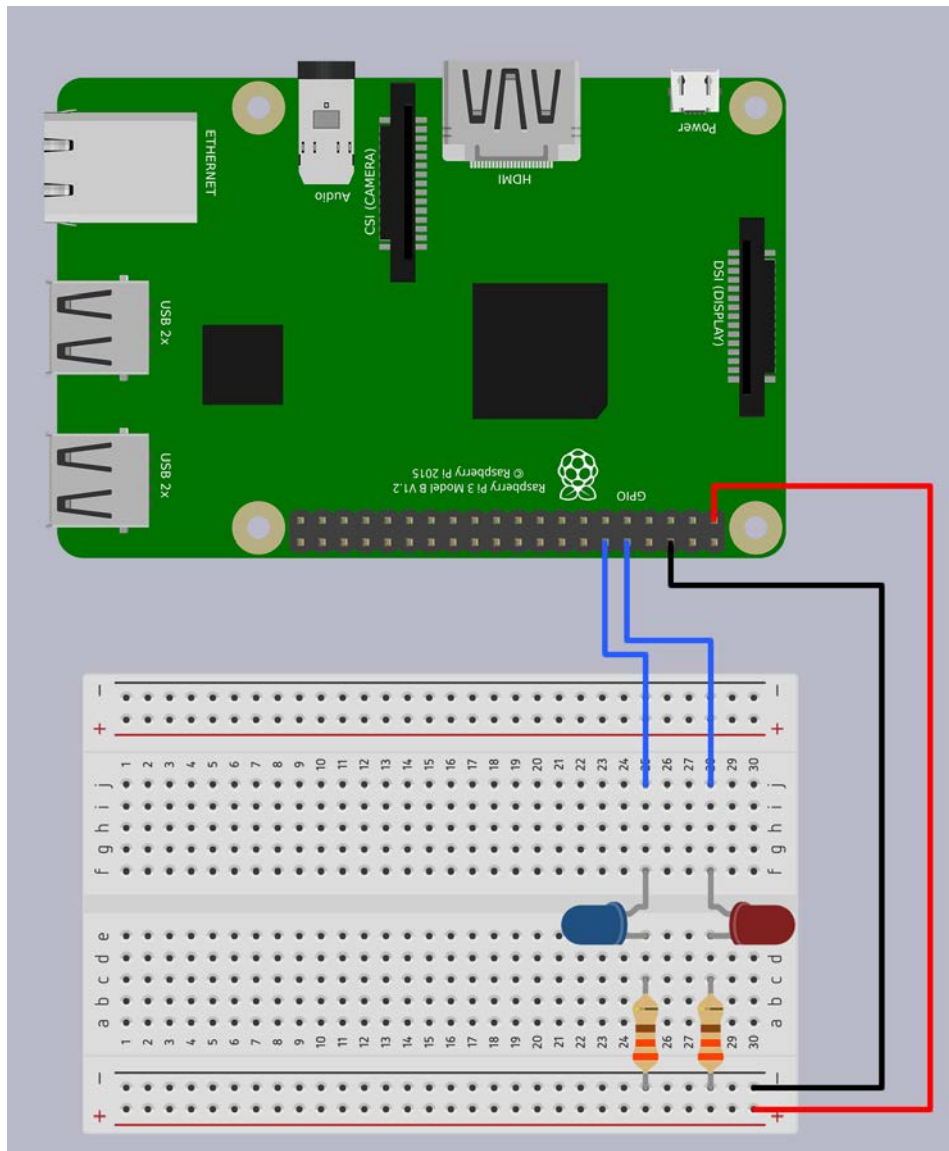 Power
ETHERNET
Audio
CSI (CAMERA)
HDMI
DSI (DISPLAY)
USB 2x
USB 2x
Raspberry Pi 3 Model B V1.2
© Raspberry Pi 2015
GPIO
− −
+ +
1 2 3 4 5 6 7 8 9 10 11 12 13 14 15 16 17 18 19 20 21 22 23 24 26 27 29 30
j j
i i
h h
g g
f f
e e
d d
c c
b b
a a
1 2 3 4 5 6 7 8 9 10 11 12 13 14 15 16 17 18 19 20 21 22 23 24 26 27 29 30
− −
+ +